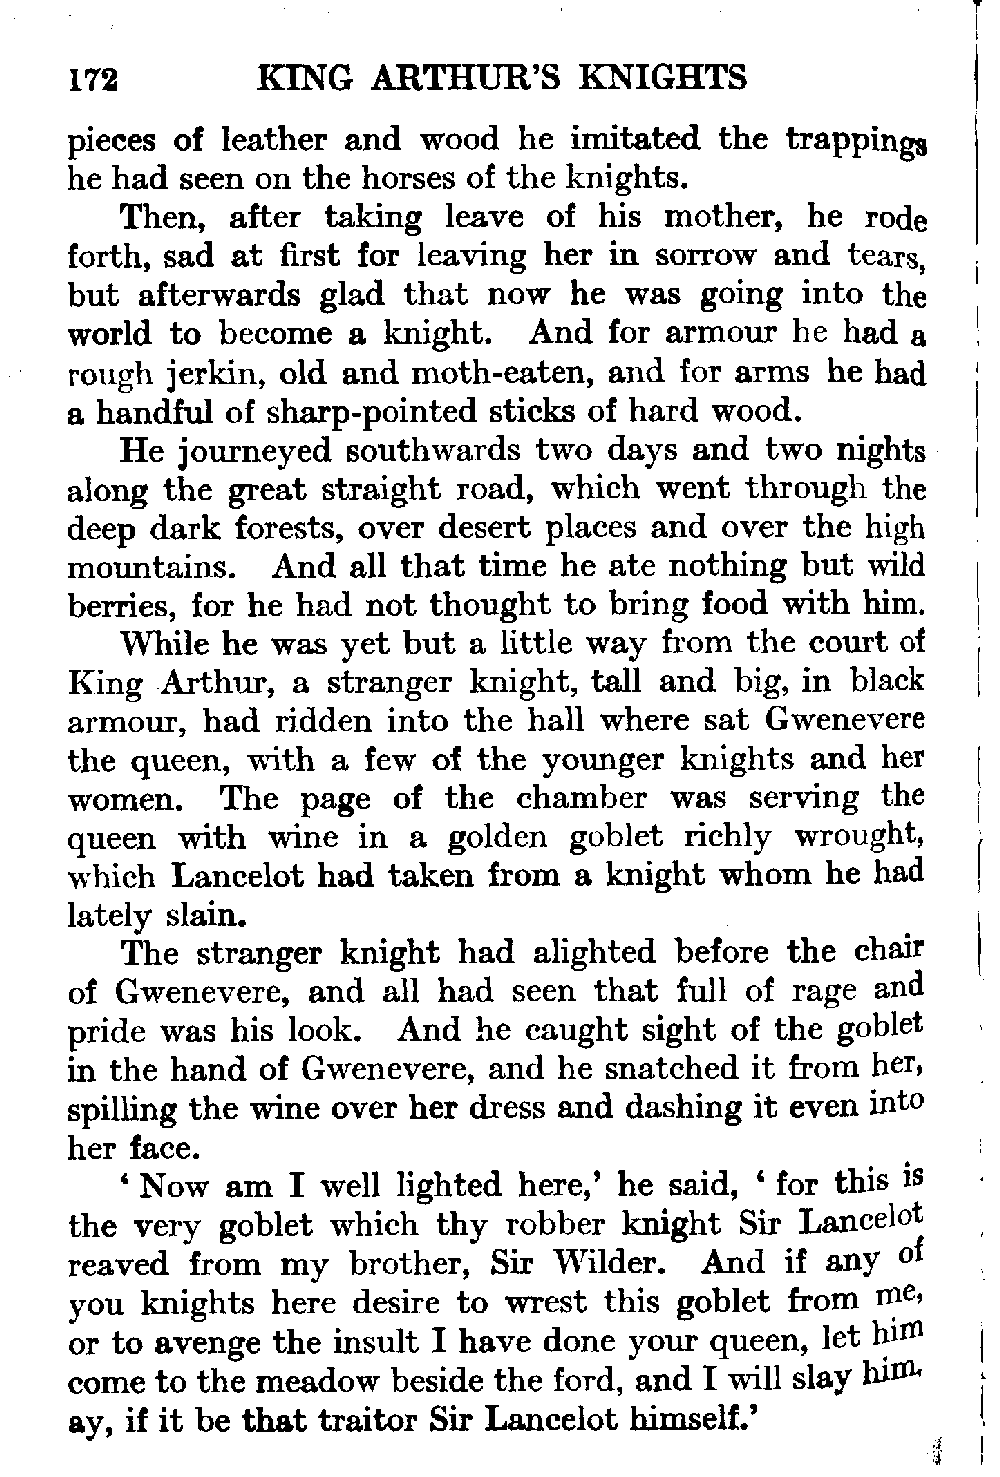 172 KING ARTHUR'S KNIGHTS
pieces of leather and wood he imitated the trappings
he had seen on the horses of the knights.
Then, after taking leave of his mother, he rode
forth, sad at first for leaving her in sorrow and tears,
but afterwards glad that now he was going into the
world to become a knight. And for armour he had a
rough jerkin, old and moth-eaten, and for arms he had
a handful of sharp-pointed sticks of hard wood.
He journeyed southwards two days and two nights
along the great straight road, which went through the
deep dark forests, over desert places and over the high
mountains. And all that time he ate nothing but wild
berries, for he had not thought to bring food with him.
While he was yet but a little way from the court of
King Arthur, a stranger knight, tall and big, in black
armour, had ridden into the hall where sat Gwenevere
the queen, with a few of the younger knights and her
women. The page of the chamber was serving the
queen with wine in a golden goblet richly wrought,
which Lancelot had taken from a knight whom he had
lately slain.
The stranger knight had alighted before the chair
of Gwenevere, and all had seen that full of rage and
pride was his look. And he caught sight of the goblet
in the hand of Gwenevere, and he snatched it from her,
spilling the wine over her dress and dashing it even into
her face.
‘ Now am I well lighted here,’ he said, ‘ for this is
the very goblet which thy robber knight Sir Lancelot
reaved from my brother, Sir Wilder. And if any of
you knights here desire to wrest this goblet from me,
or to avenge the insult I have done your queen, let him
come to the meadow beside the ford, and I will slay him,
ay, if it be that traitor Sir Lancelot himself.’